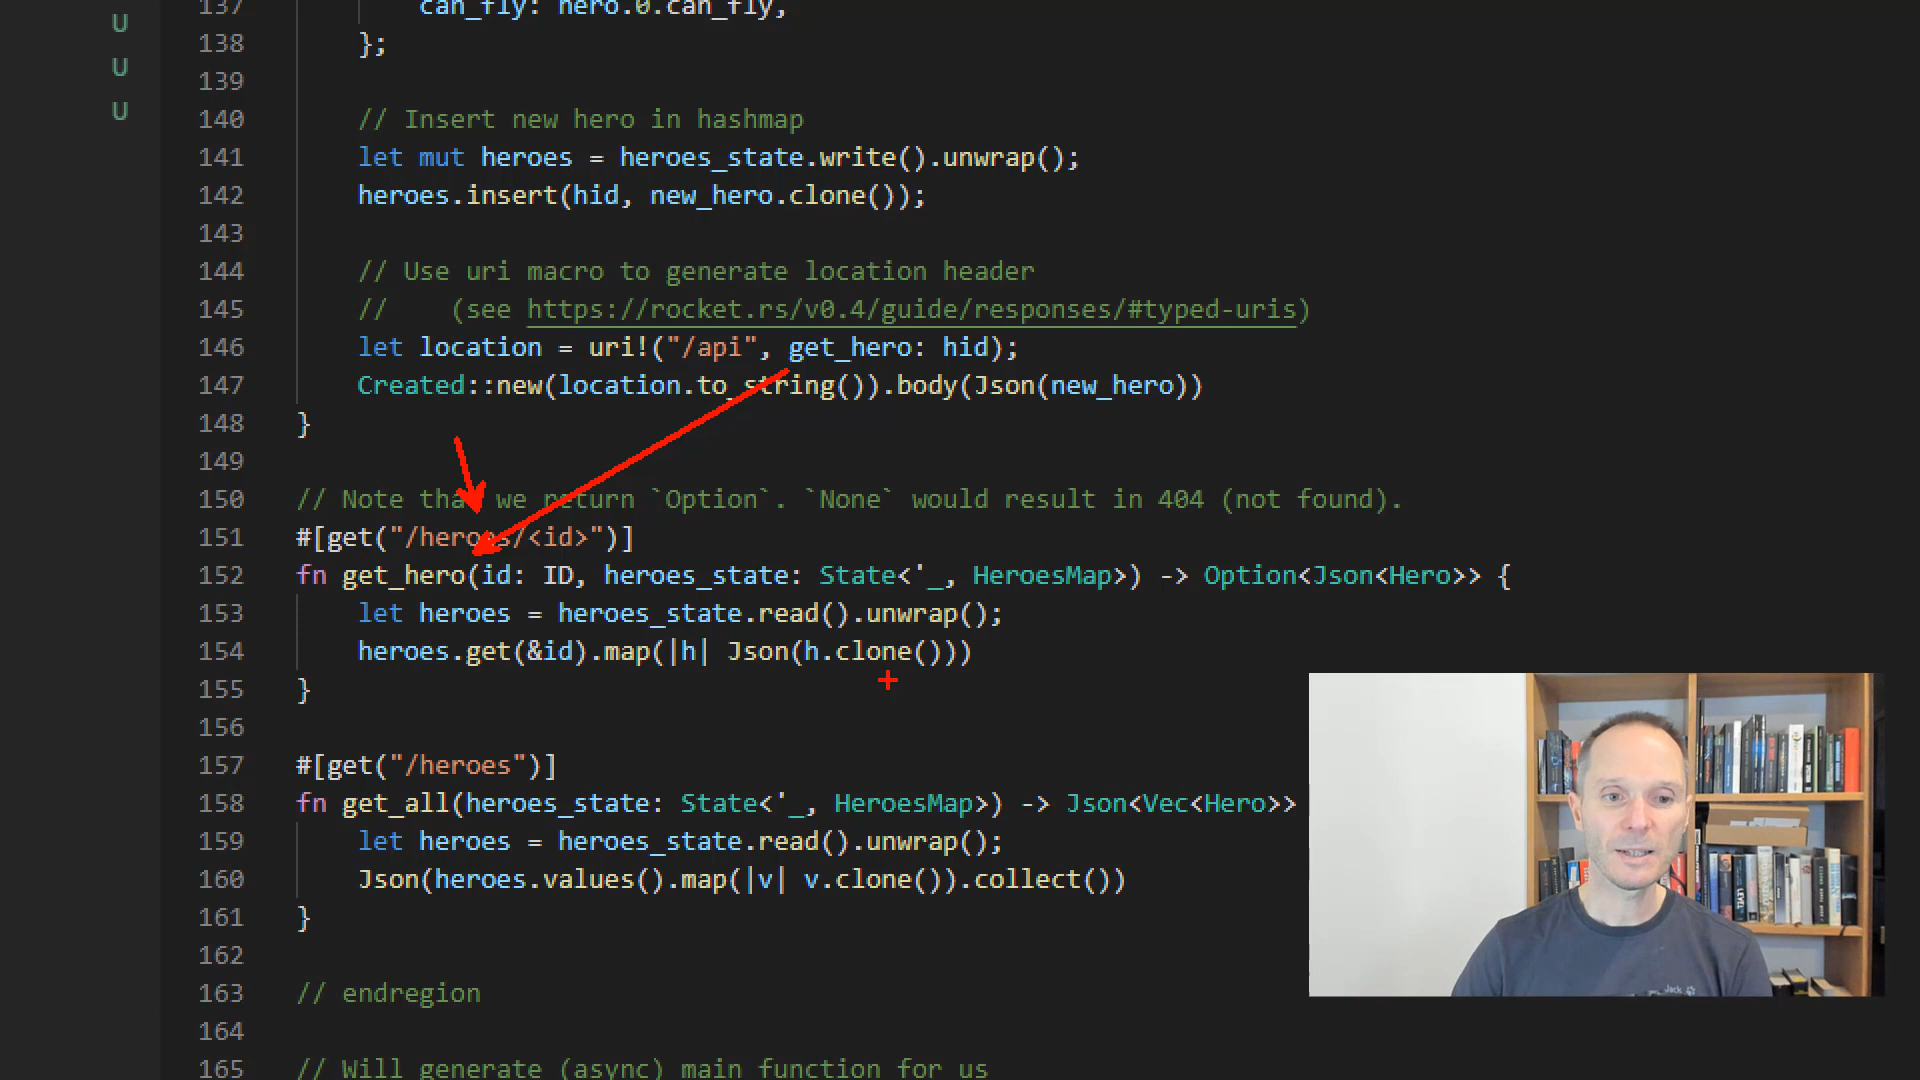 U
U
U
137 can_fly: hero.0.can_fly,
138 };
139
140 // Insert new hero in hashmap
141 let mut heroes = heroes_state.write().unwrap();
142 heroes.insert(hid, new_hero.clone());
143
144 // Use uri macro to generate location header
145 //    (see https://rocket.rs/v0.4/guide/responses/#typed-uris)
146 let location = uri!("/api", get_hero: hid);
147 Created::new(location.to_string()).body(Json(new_hero))
148 }
149
150 // Note that we return `Option`. `None` would result in 404 (not found).
151 #[get("/heroes/<id>")]
152 fn get_hero(id: ID, heroes_state: State<'_, HeroesMap>) -> Option<Json<Hero>> {
153 let heroes = heroes_state.read().unwrap();
154 heroes.get(&id).map(|h| Json(h.clone()))
155 }
156
157 #[get("/heroes")]
158 fn get_all(heroes_state: State<'_, HeroesMap>) -> Json<Vec<Hero>>
159 let heroes = heroes_state.read().unwrap();
160 Json(heroes.values().map(|v| v.clone()).collect())
161 }
162
163 // endregion
164
165 // Will generate (async) main function for us
Jack